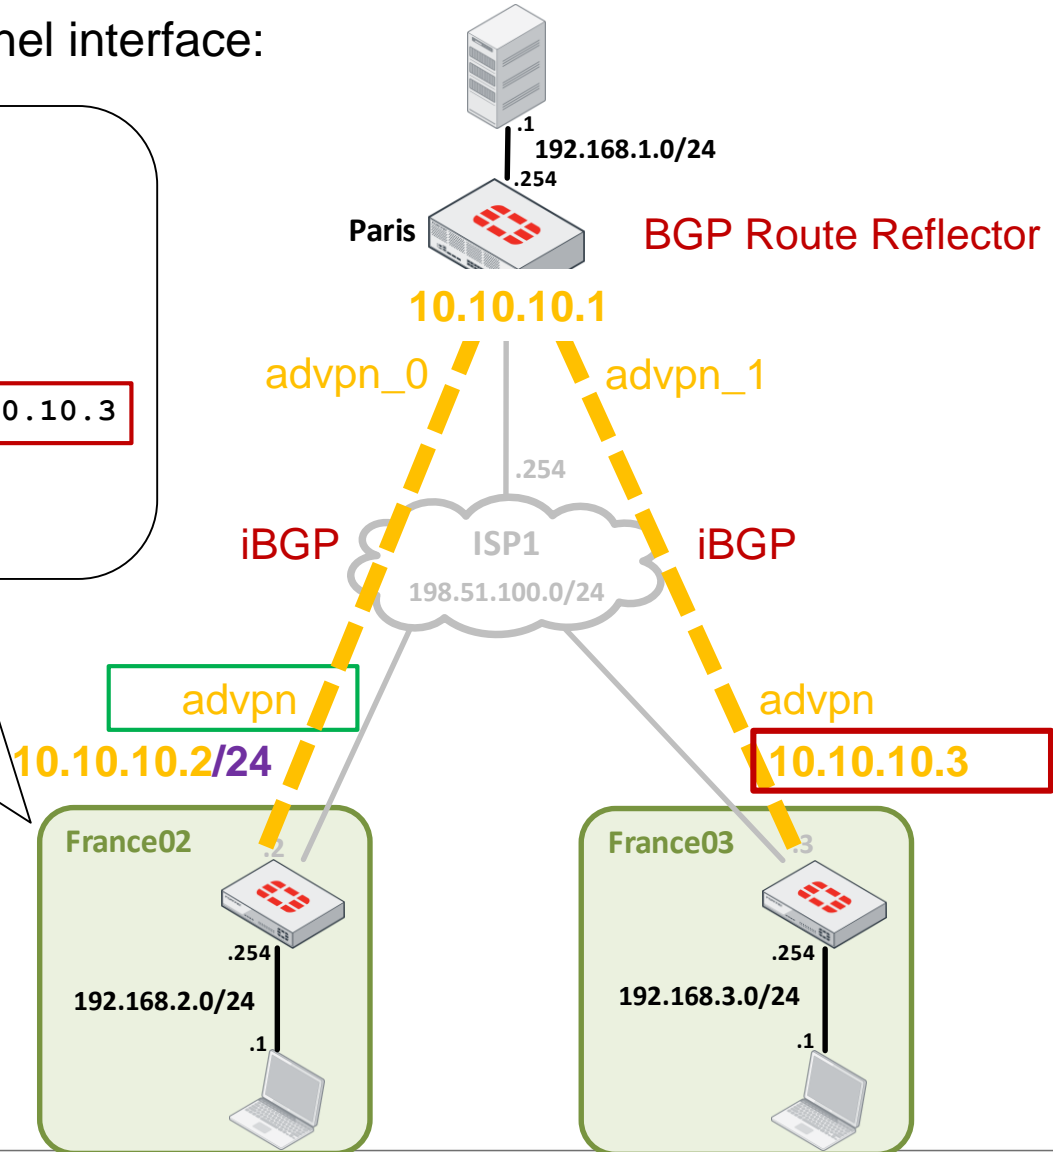 nel interface:
.1
192.168.1.0/24
.254
Paris
BGP Route Reflector
10.10.10.1
advpn_0
advpn_1
0.10.3
.254
iBGP
ISP1
iBGP
198.51.100.0/24
advpn
advpn
10.10.10.2/24
10.10.10.3
France02
.2
France03
.3
.254
.254
192.168.2.0/24
192.168.3.0/24
.1
.1